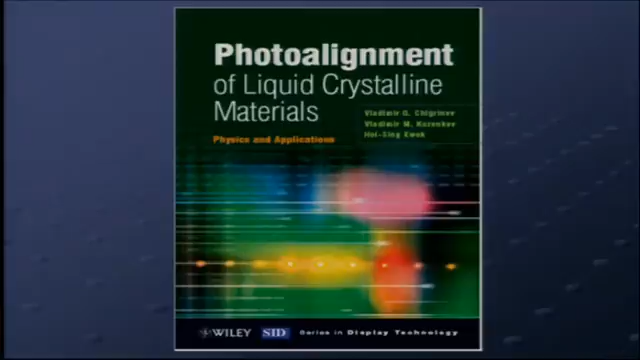 Photoalignment
of Liquid Crystalline
Materials
Vladimir G. Chigrinov
Vladimir M. Kozenkov
Hoi-Sing Kwok
Physics and Applications
WILEY SID Series in Display Technology